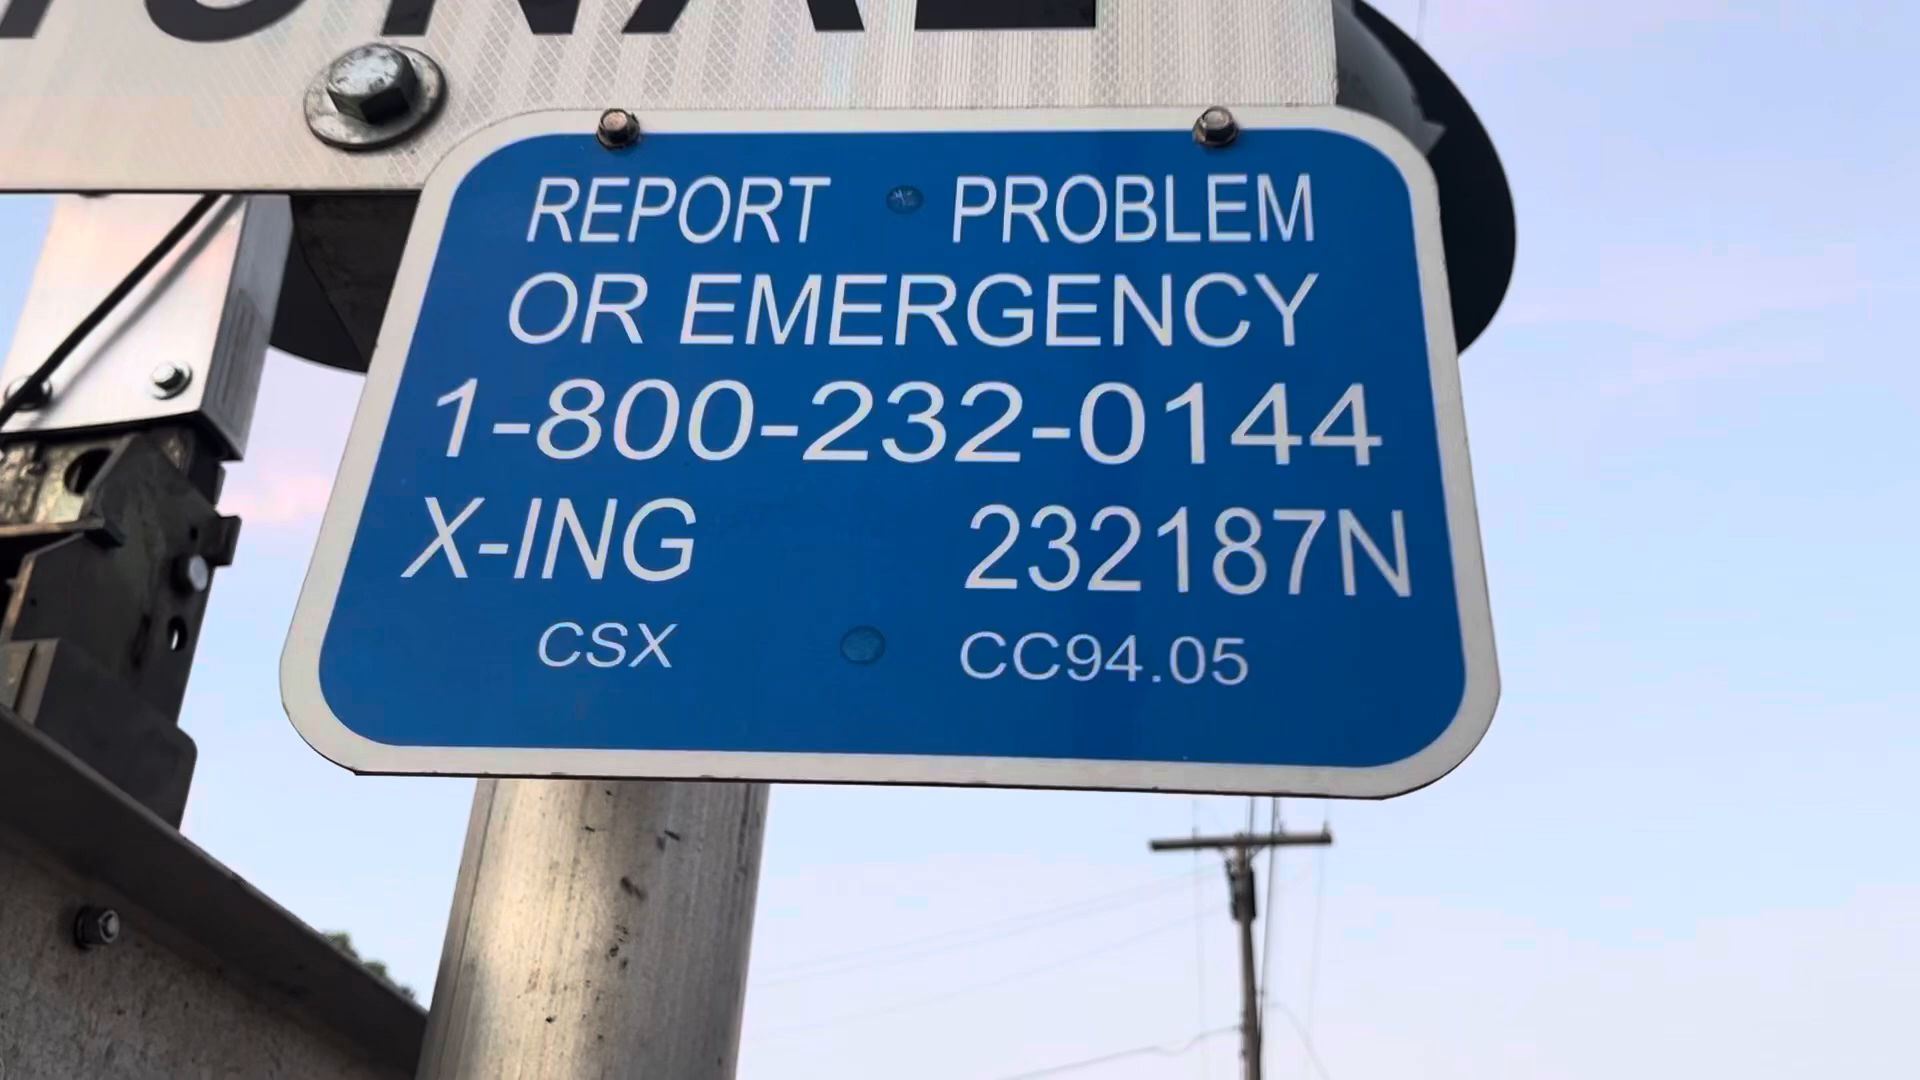 REPORT PROBLEM
OR EMERGENCY
1-800-232-0144
X-ING 232187N
CSX CC94.05